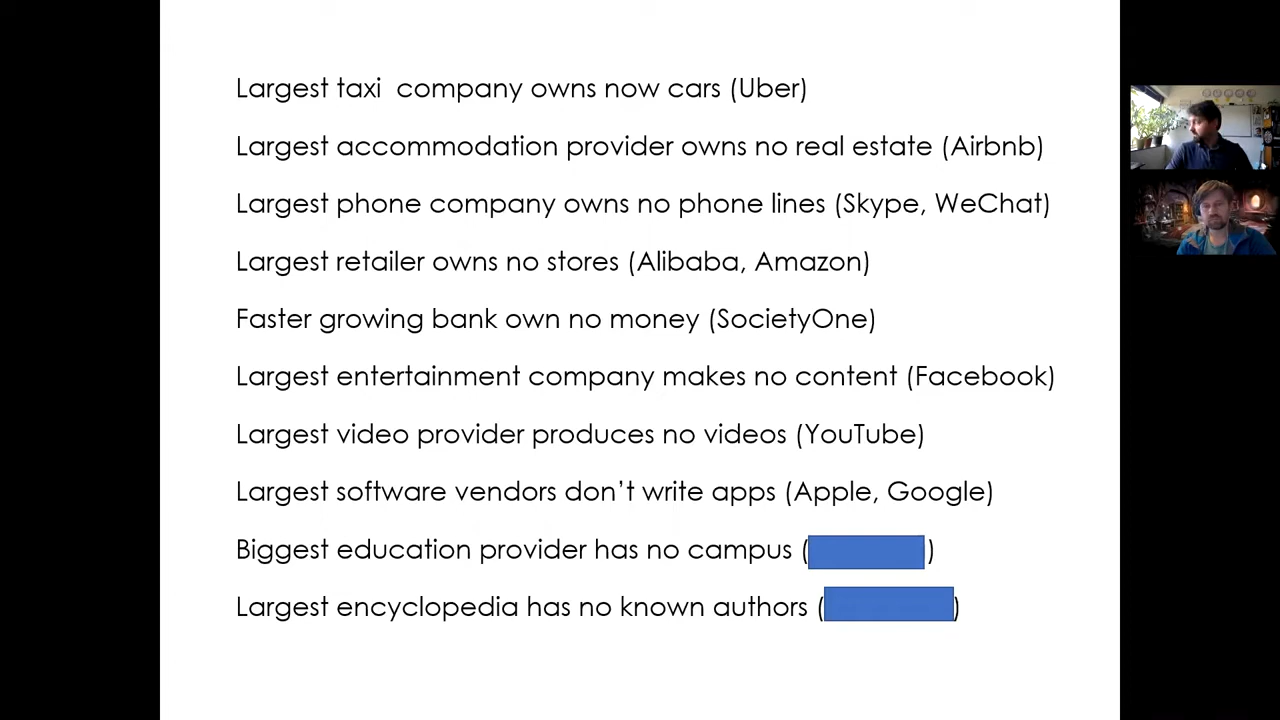 Largest taxi  company owns now cars (Uber)
Largest accommodation provider owns no real estate (Airbnb)
Largest phone company owns no phone lines (Skype, WeChat)
Largest retailer owns no stores (Alibaba, Amazon)
Faster growing bank own no money (SocietyOne)
Largest entertainment company makes no content (Facebook)
Largest video provider produces no videos (YouTube)
Largest software vendors don’t write apps (Apple, Google)
Biggest education provider has no campus ( )
Largest encyclopedia has no known authors ( )